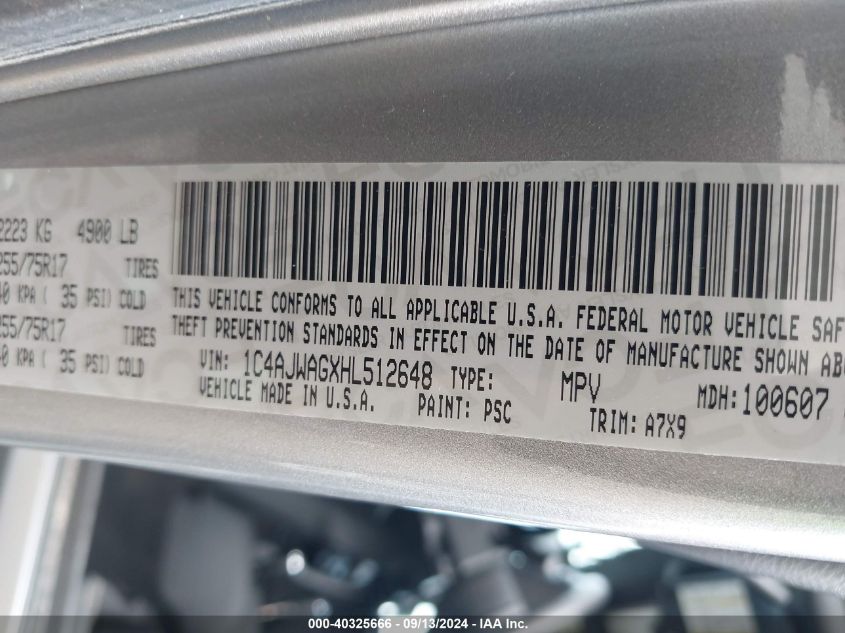 2223 KG 4900 LB
255/75R17 TIRES
KPA ( 35 PSI) COLD
255/75R17 TIRES
KPA ( 35 PSI) COLD
THIS VEHICLE CONFORMS TO ALL APPLICABLE U.S.A. FEDERAL MOTOR VEHICLE SAF
THEFT PREVENTION STANDARDS IN EFFECT ON THE DATE OF MANUFACTURE SHOWN AB
VIN: 1C4AJWAGXHL512648 TYPE: MPV MDH: 100607
VEHICLE MADE IN U.S.A. PAINT: PSC TRIM: A7X9
000-40325666 - 09/13/2024 - IAA Inc.